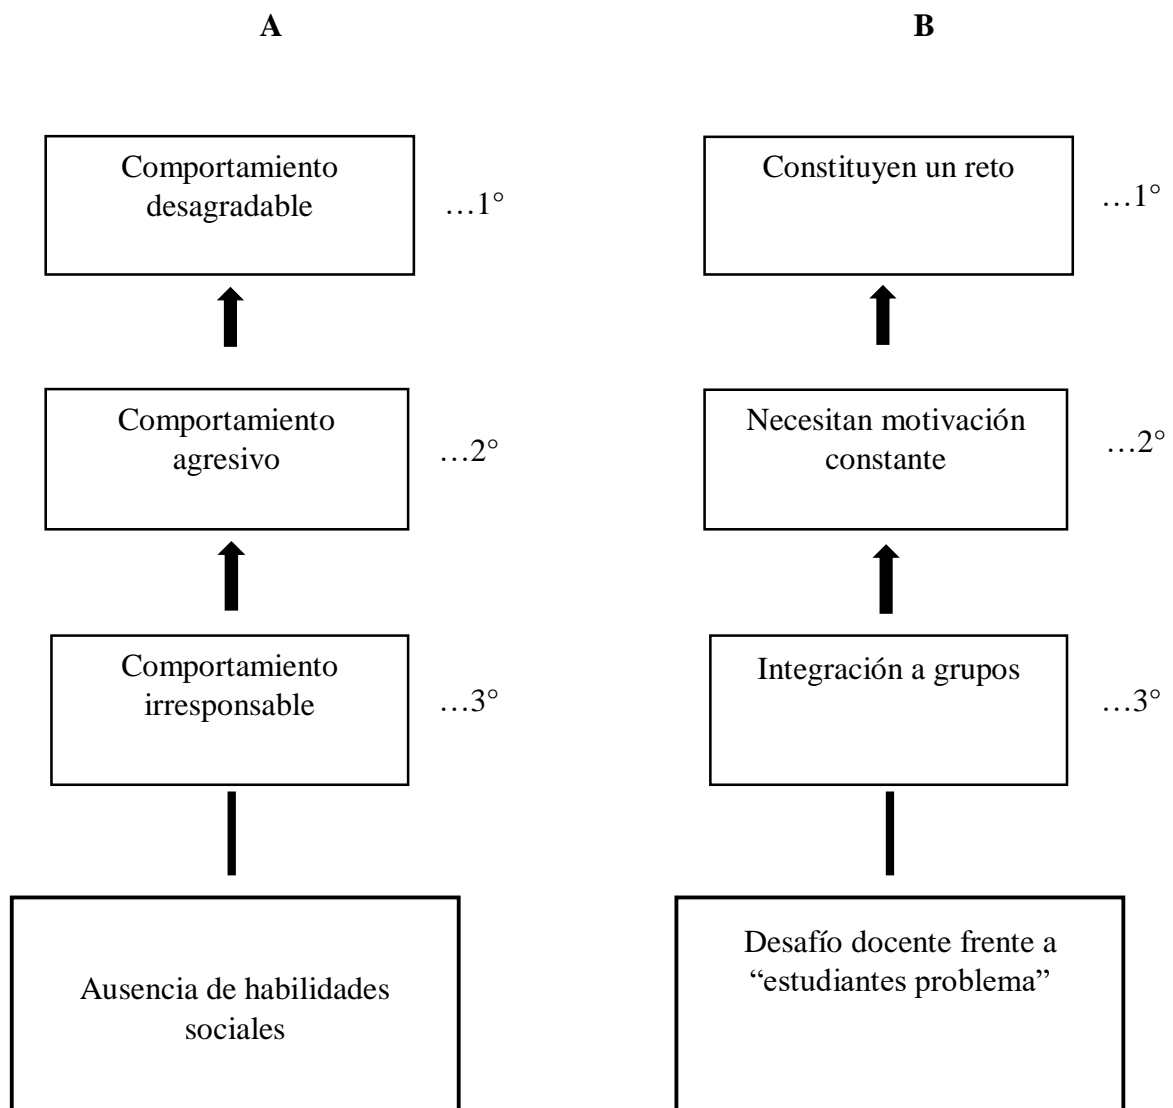 A
B
Comportamiento
desagradable
…1°
Constituyen un reto
…1°
Comportamiento
agresivo
…2°
Necesitan motivación
constante
…2°
Comportamiento
irresponsable
…3°
Integración a grupos
…3°
Ausencia de habilidades
sociales
Desafío docente frente a
“estudiantes problema”